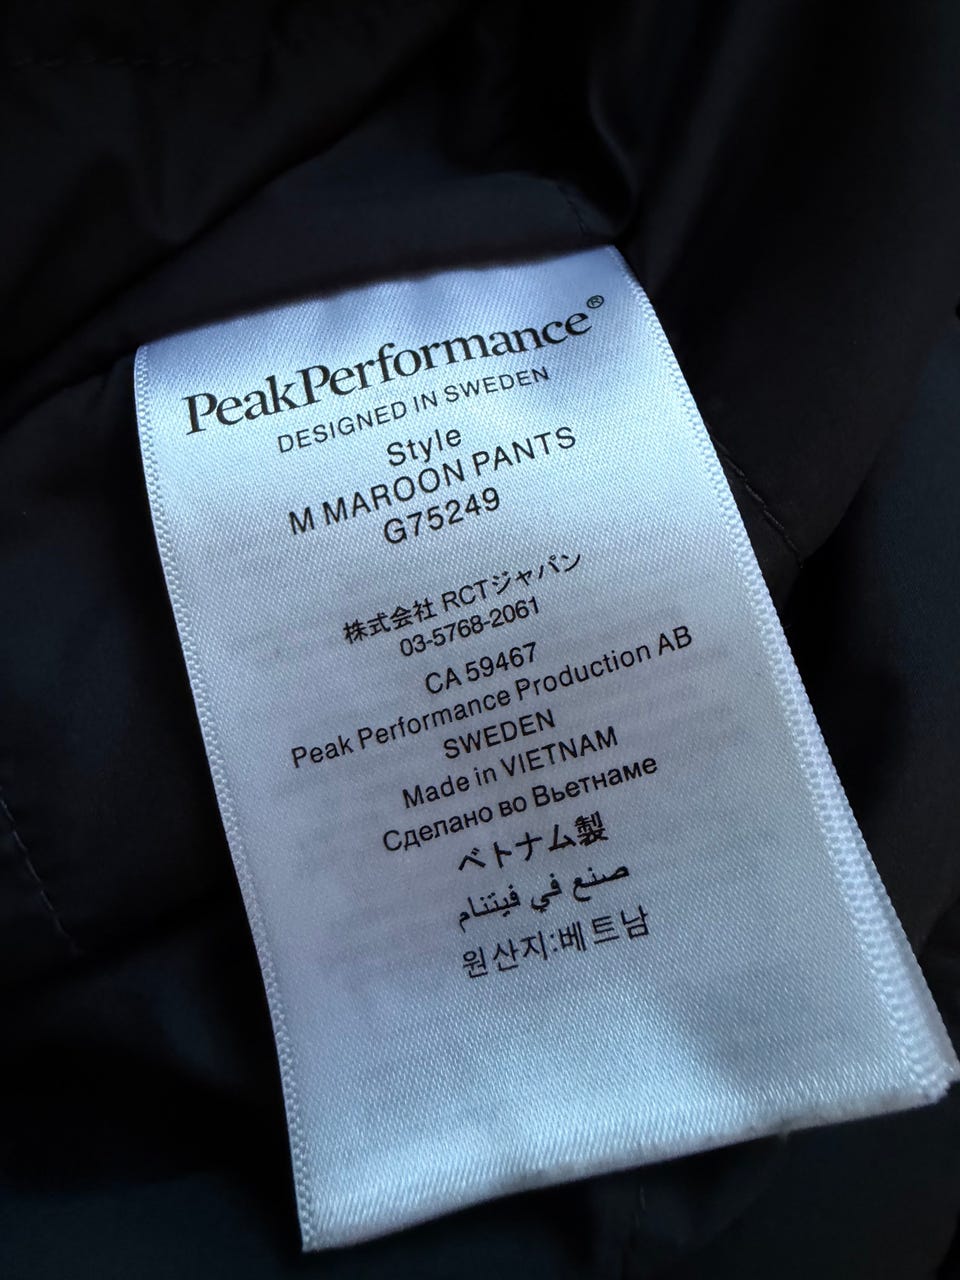 PeakPerformance®
DESIGNED IN SWEDEN
Style
M MAROON PANTS
G75249
株式会社 RCTジャパン
03-5768-2061
CA 59467
Peak Performance Production AB
SWEDEN
Made in VIETNAM
Сделано во Вьетнаме
ベトナム製
صنع في فيتنام
원산지:베트남